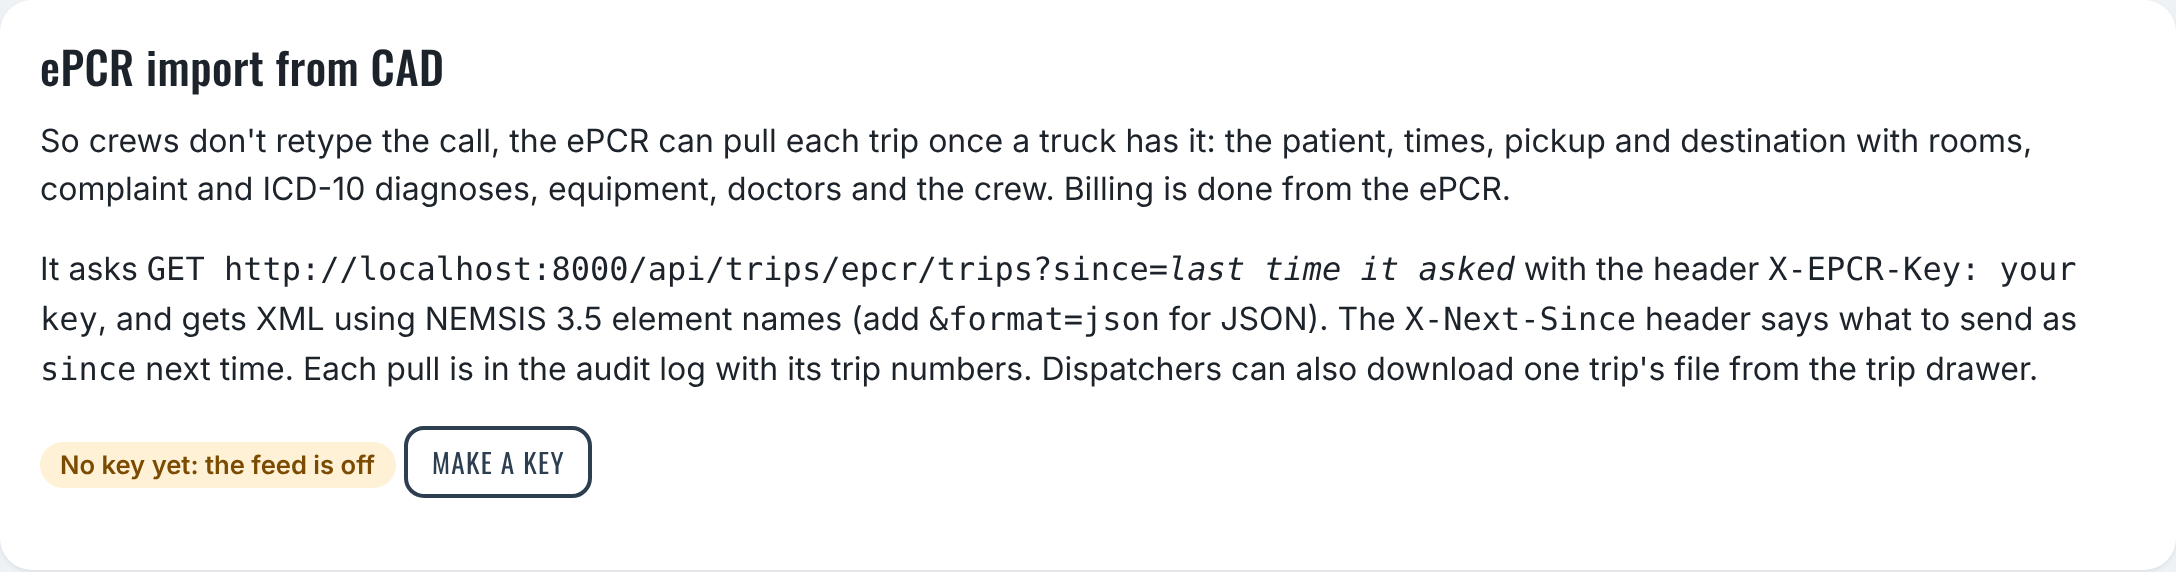 ePCR import from CAD
So crews don't retype the call, the ePCR can pull each trip once a truck has it: the patient, times, pickup and destination with rooms,
complaint and ICD-10 diagnoses, equipment, doctors and the crew. Billing is done from the ePCR.
It asks GET http://localhost:8000/api/trips/epcr/trips?since=last time it asked with the header X-EPCR-Key: your
key, and gets XML using NEMSIS 3.5 element names (add &format=json for JSON). The X-Next-Since header says what to send as
since next time. Each pull is in the audit log with its trip numbers. Dispatchers can also download one trip's file from the trip drawer.
No key yet: the feed is off MAKE A KEY